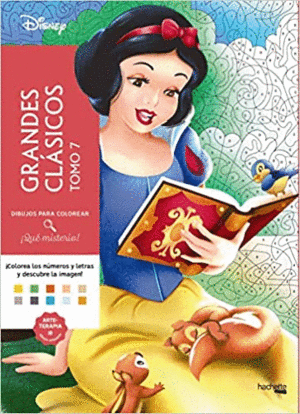 Disney
GRANDES
CLÁSICOS
TOMO 7
DIBUJOS PARA COLOREAR
¡Qué misterio!
¡Colorea los números y letras
y descubre la imagen!
ARTE-
TERAPIA
hachette